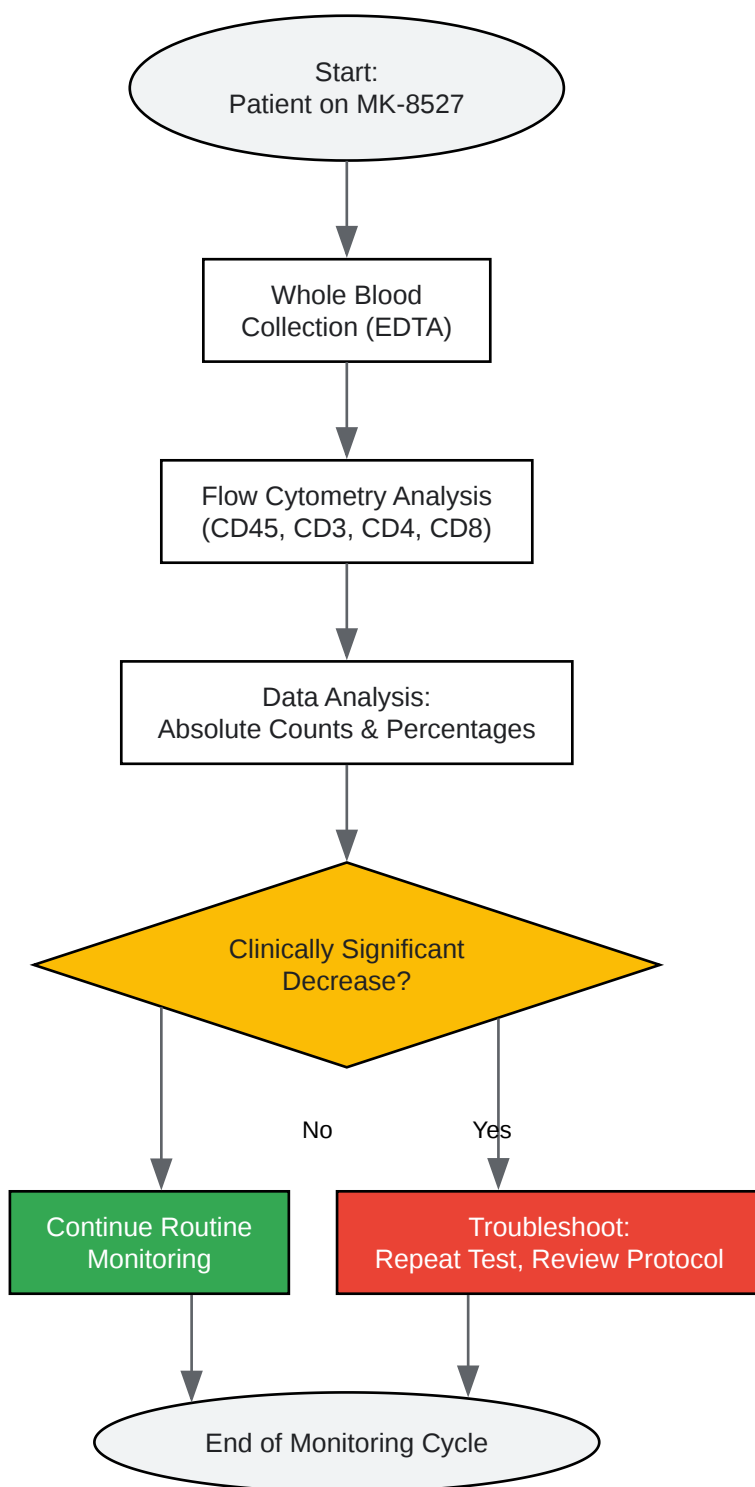 Start:
Patient on MK-8527
Whole Blood
Collection (EDTA)
Flow Cytometry Analysis
(CD45, CD3, CD4, CD8)
Data Analysis:
Absolute Counts & Percentages
Clinically Significant
Decrease?
No
Yes
Continue Routine
Monitoring
Troubleshoot:
Repeat Test, Review Protocol
End of Monitoring Cycle